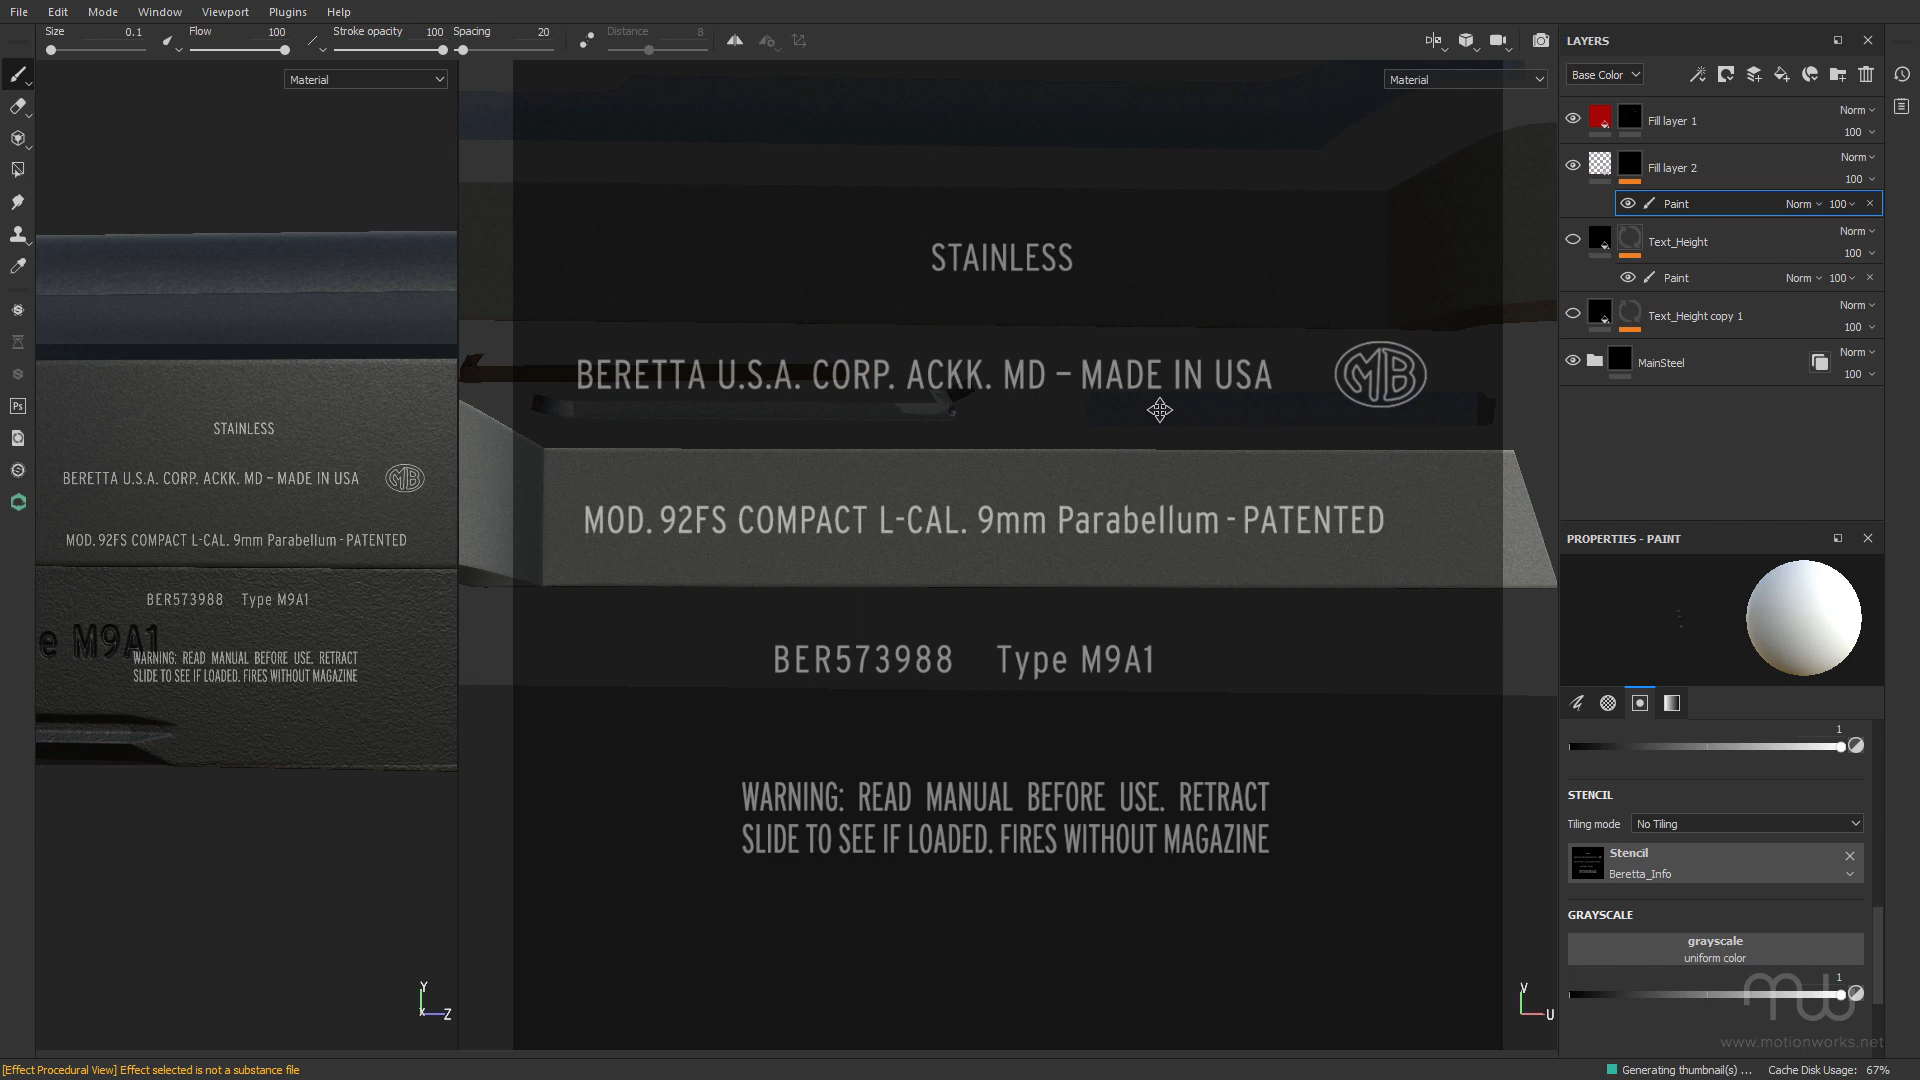 File Edit Mode Window Viewport Plugins Help
Size 0.1 Flow 100 Stroke opacity 100 Spacing 20 Distance 8
Material
Material
STAINLESS
BERETTA U.S.A. CORP. ACKK. MD – MADE IN USA MB
MOD. 92FS COMPACT L-CAL. 9mm Parabellum - PATENTED
BER573988 Type M9A1
e M9A1
WARNING: READ MANUAL BEFORE USE. RETRACT
SLIDE TO SEE IF LOADED. FIRES WITHOUT MAGAZINE
Y
X Z
STAINLESS
BERETTA U.S.A. CORP. ACKK. MD – MADE IN USA MB
MOD. 92FS COMPACT L-CAL. 9mm Parabellum - PATENTED
BER573988 Type M9A1
WARNING: READ MANUAL BEFORE USE. RETRACT
SLIDE TO SEE IF LOADED. FIRES WITHOUT MAGAZINE
V
U
Ps
LAYERS
Base Color
Fill layer 1 Norm
100
Fill layer 2 Norm
100
Paint Norm 100
Text_Height Norm
100
Paint Norm 100
Text_Height copy 1 Norm
100
MainSteel Norm
100
PROPERTIES - PAINT
1
STENCIL
Tiling mode No Tiling
Stencil
Beretta_Info
GRAYSCALE
grayscale
uniform color
1
mw
www.motionworks.net
[Effect Procedural View] Effect selected is not a substance file
Generating thumbnail(s) ... Cache Disk Usage: 67%